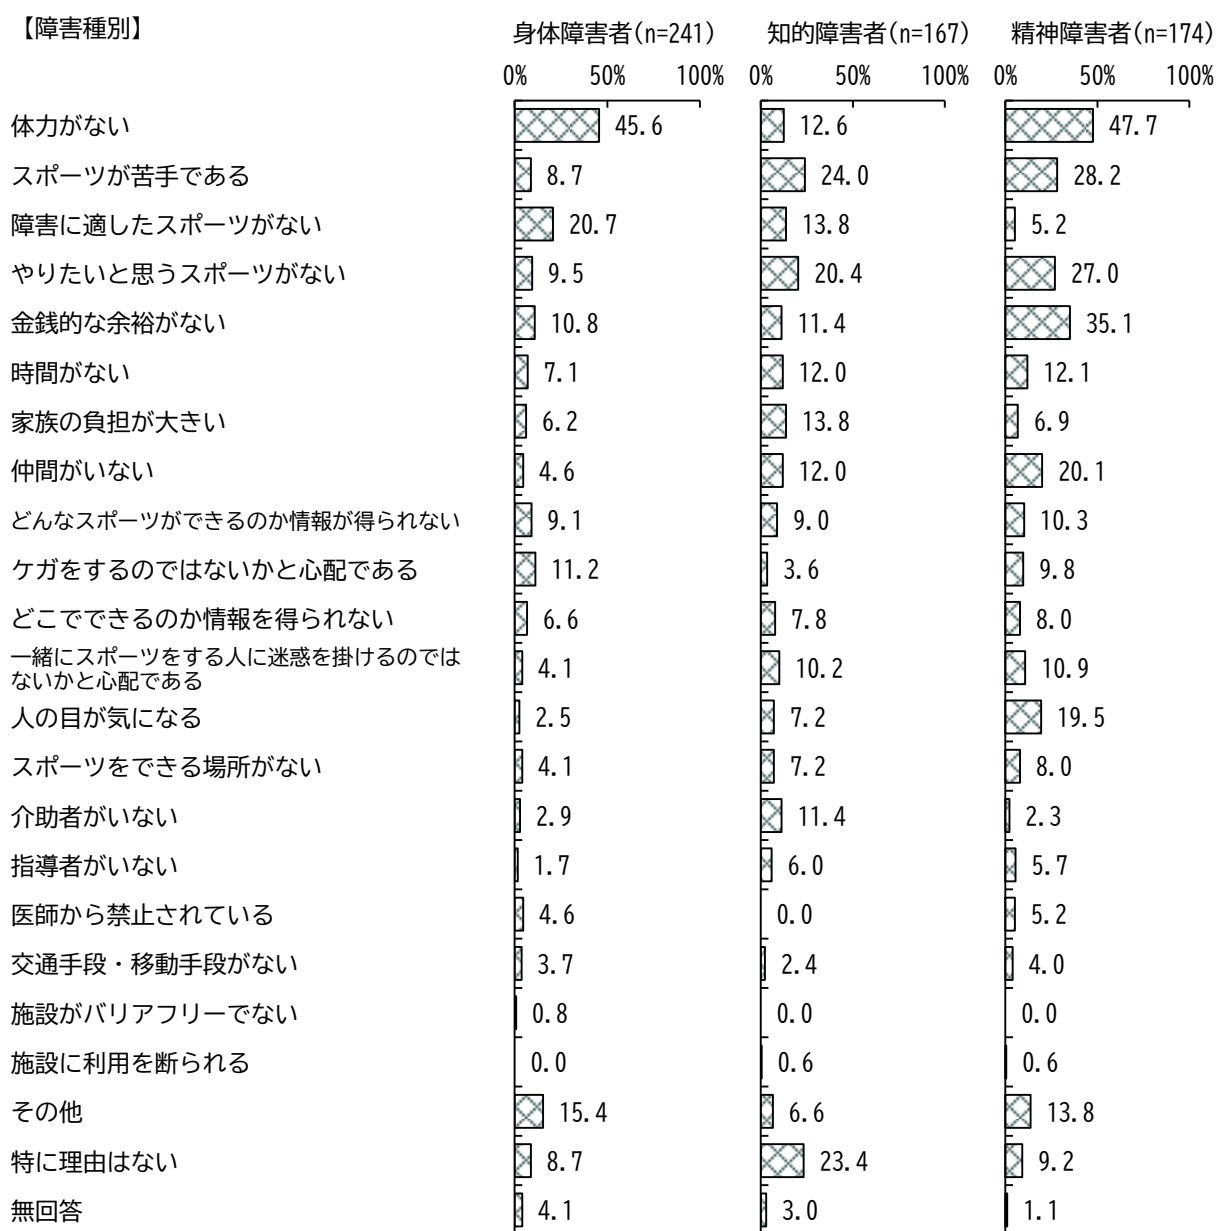 【障害種別】
身体障害者(n=241) 知的障害者(n=167) 精神障害者(n=174)
0% 50% 100% 0% 50% 100% 0% 50% 100%
体力がない 45.6 12.6 47.7
スポーツが苦手である 8.7 24.0 28.2
障害に適したスポーツがない 20.7 13.8 5.2
やりたいと思うスポーツがない 9.5 20.4 27.0
金銭的な余裕がない 10.8 11.4 35.1
時間がない 7.1 12.0 12.1
家族の負担が大きい 6.2 13.8 6.9
仲間がいない 4.6 12.0 20.1
どんなスポーツができるのか情報が得られない 9.1 9.0 10.3
ケガをするのではないかと心配である 11.2 3.6 9.8
どこでできるのか情報を得られない 6.6 7.8 8.0
一緒にスポーツをする人に迷惑を掛けるのでは
ないかと心配である 4.1 10.2 10.9
人の目が気になる 2.5 7.2 19.5
スポーツをできる場所がない 4.1 7.2 8.0
介助者がいない 2.9 11.4 2.3
指導者がいない 1.7 6.0 5.7
医師から禁止されている 4.6 0.0 5.2
交通手段・移動手段がない 3.7 2.4 4.0
施設がバリアフリーでない 0.8 0.0 0.0
施設に利用を断られる 0.0 0.6 0.6
その他 15.4 6.6 13.8
特に理由はない 8.7 23.4 9.2
無回答 4.1 3.0 1.1